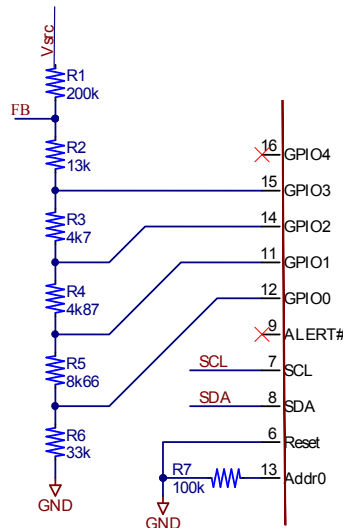 Vsrc
R1
200k
FB
R2
13k
16
GPIO4
15
GPIO3
R3
4k7
14
GPIO2
11
GPIO1
R4
4k87
12
GPIO0
9
ALERT#
R5
8k66
SCL
7
SCL
SDA
8
SDA
R6
33k
6
Reset
R7
100k
13
Addr0
GND
GND